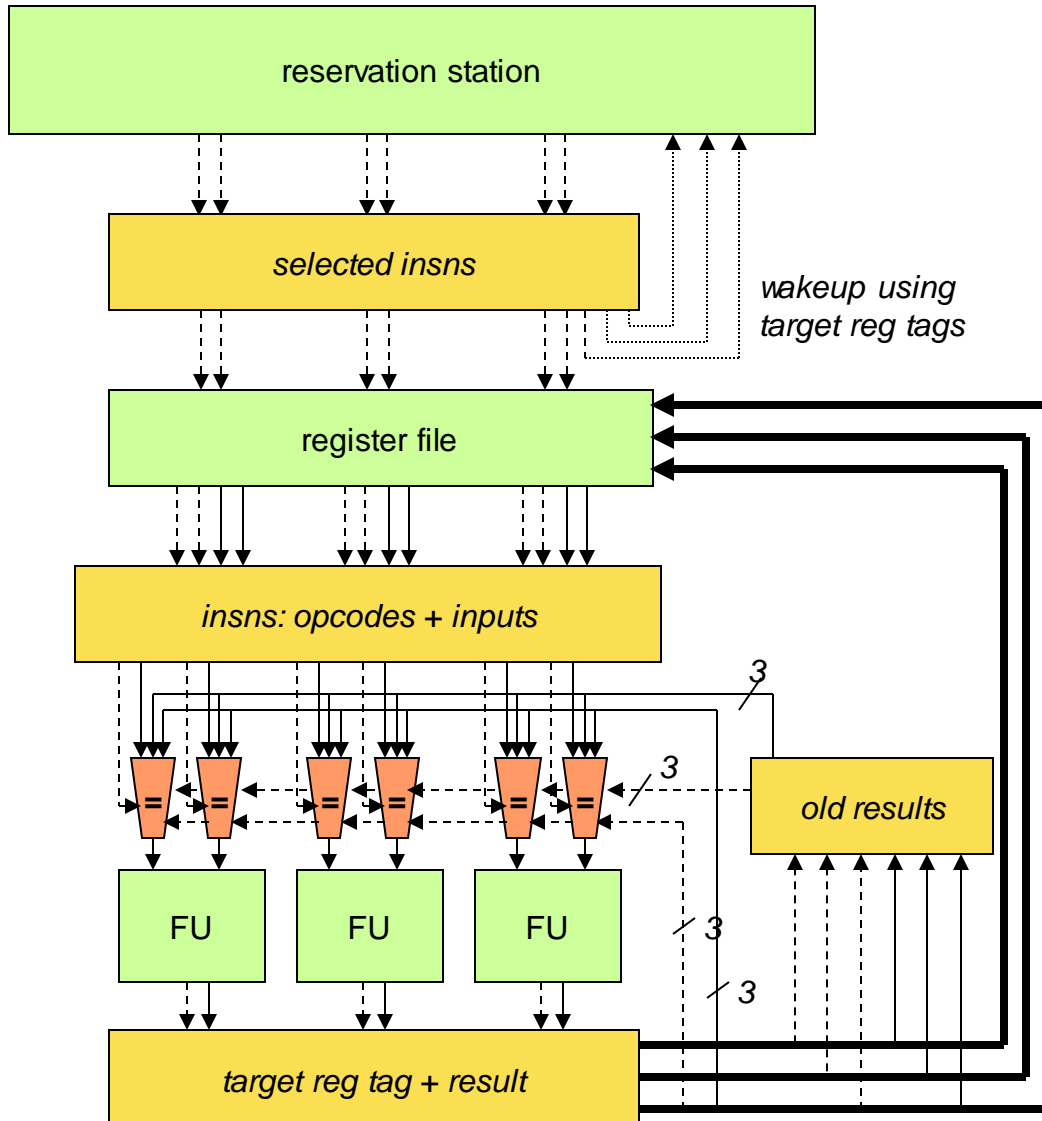 reservation station
selected insns
wakeup using
target reg tags
register file
insns: opcodes + inputs
3
= = = = = =
3
old results
FU FU FU
3
3
target reg tag + result